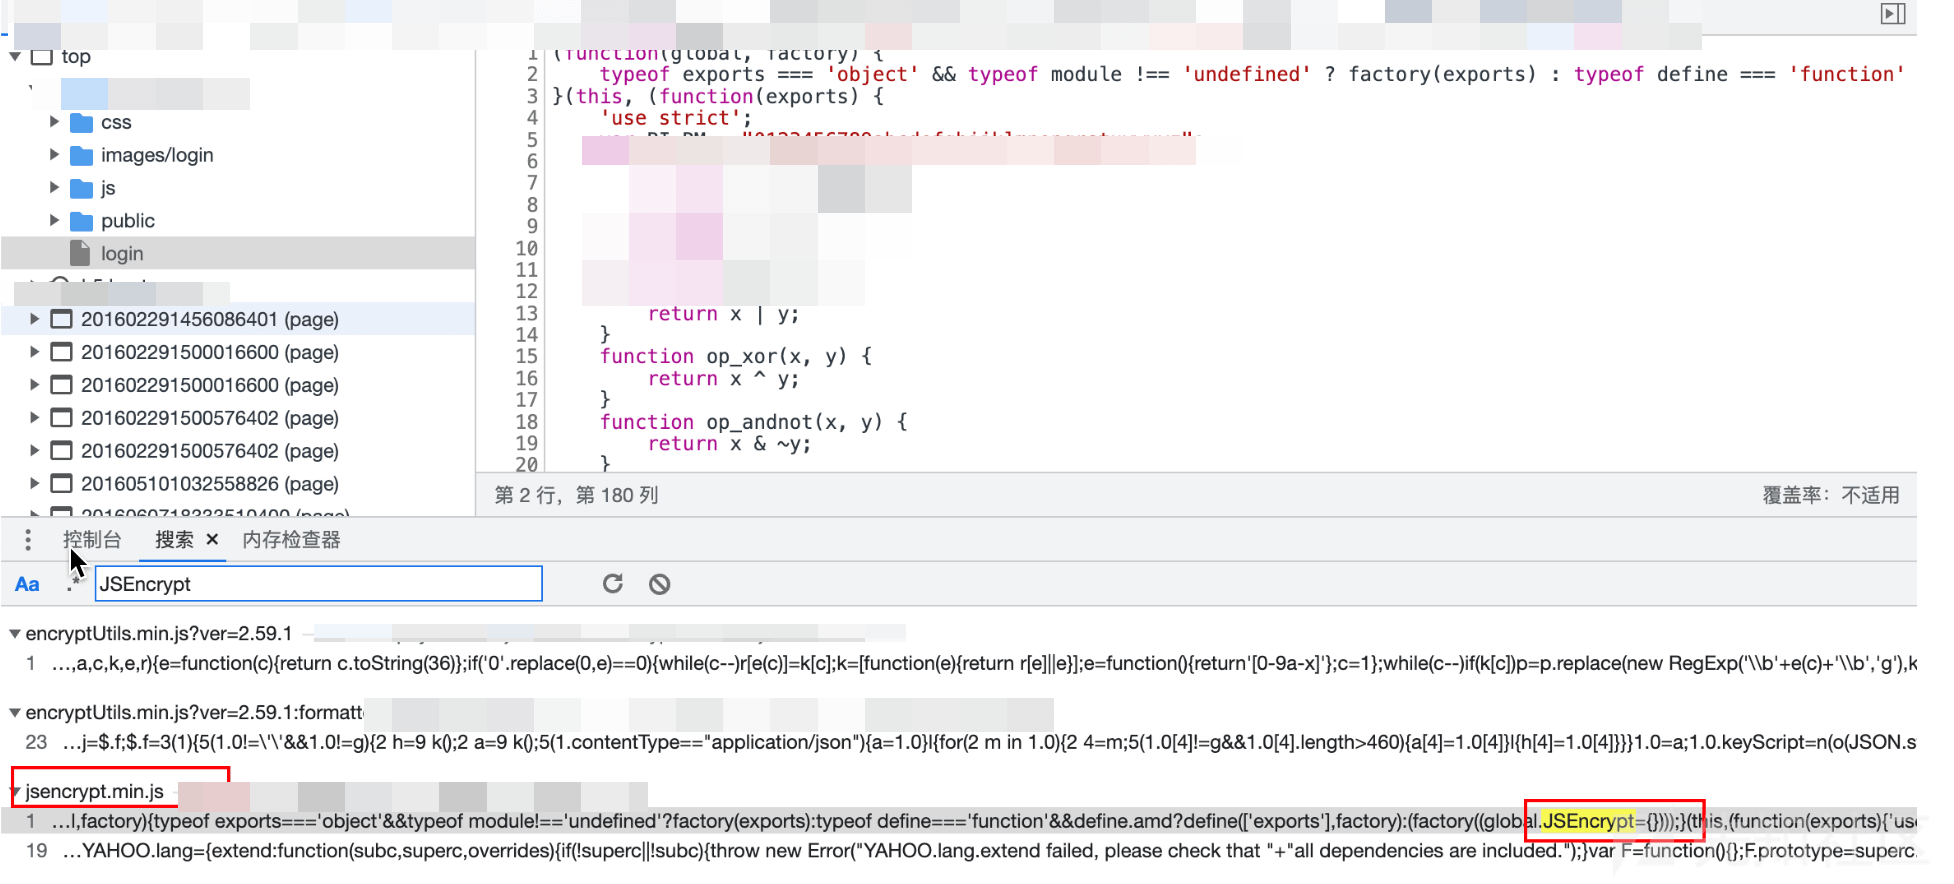 top
css
images/login
js
public
login
201602291456086401 (page)
201602291500016600 (page)
201602291500016600 (page)
201602291500576402 (page)
201602291500576402 (page)
201605101032558826 (page)
1 (function(global, factory) {
2 typeof exports === 'object' && typeof module !== 'undefined' ? factory(exports) : typeof define === 'function'
3 }(this, (function(exports) {
4 'use strict';
5
6
7
8
9
10
11
12
13 return x | y;
14 }
15 function op_xor(x, y) {
16 return x ^ y;
17 }
18 function op_andnot(x, y) {
19 return x & ~y;
20 }
第 2 行，第 180 列
覆盖率：不适用
控制台 搜索 × 内存检查器
Aa .* JSEncrypt
encryptUtils.min.js?ver=2.59.1 —
1 …,a,c,k,e,r){e=function(c){return c.toString(36)};if('0'.replace(0,e)==0){while(c--)r[e(c)]=k[c];k=[function(e){return r[e]||e}];e=function(){return'[0-9a-x]'};c=1};while(c--)if(k[c])p=p.replace(new RegExp('\\b'+e(c)+'\\b','g'),k
encryptUtils.min.js?ver=2.59.1:formatt
23 …j=$.f;$.f=3(1){5(1.0!=\'\'&&1.0!=g){2 h=9 k();2 a=9 k();5(1.contentType=="application/json"){a=1.0}l{for(2 m in 1.0){2 4=m;5(1.0[4]!=g&&1.0[4].length>460){a[4]=1.0[4]}l{h[4]=1.0[4]}}}1.0=a;1.0.keyScript=n(o(JSON.s
jsencrypt.min.js
1 …l,factory){typeof exports==='object'&&typeof module!=='undefined'?factory(exports):typeof define==='function'&&define.amd?define(['exports'],factory):(factory((global.JSEncrypt={})));}(this,(function(exports){'use
19 …YAHOO.lang={extend:function(subc,superc,overrides){if(!superc||!subc){throw new Error("YAHOO.lang.extend failed, please check that "+"all dependencies are included.");}var F=function(){};F.prototype=superc.